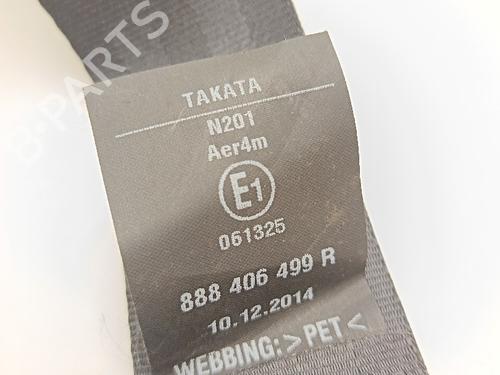 B-PARTS
TAKATA
N201
Aer4m
E1
061325
888 406 499 R
10.12.2014
WEBBING: >PET<